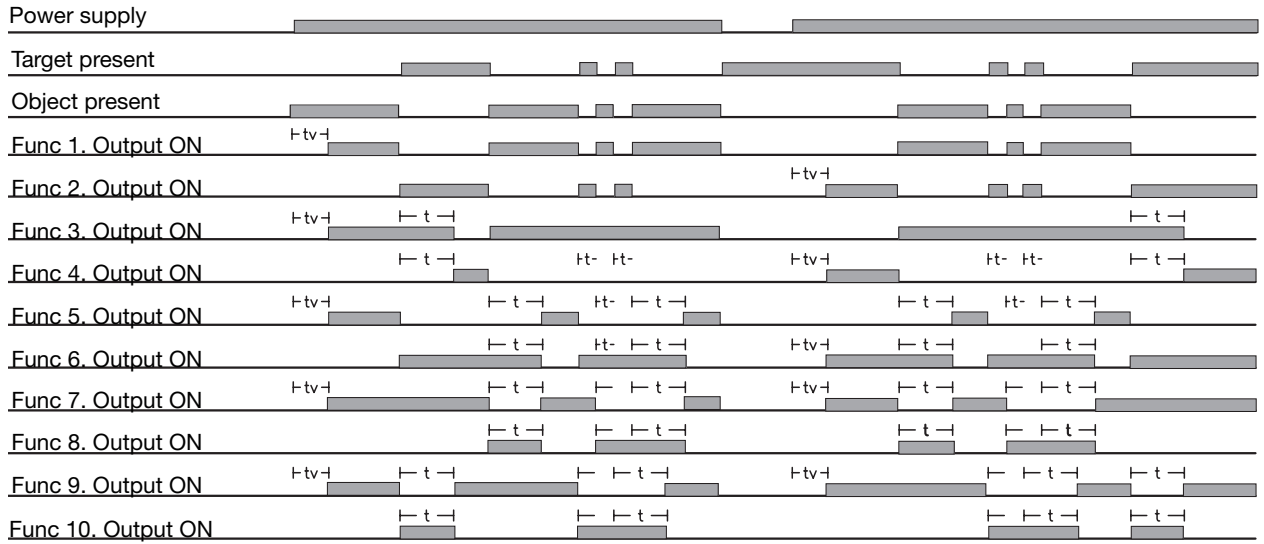 Power supply
Target present
Object present
tv
Func 1. Output ON
tv
Func 2. Output ON
tv t t
Func 3. Output ON
t t- t- tv t- t- t
Func 4. Output ON
tv t t- t t t- t
Func 5. Output ON
t t- t tv t t
Func 6. Output ON
tv t t tv t t
Func 7. Output ON
t t t t
Func 8. Output ON
tv t t tv t t
Func 9. Output ON
t t t t
Func 10. Output ON